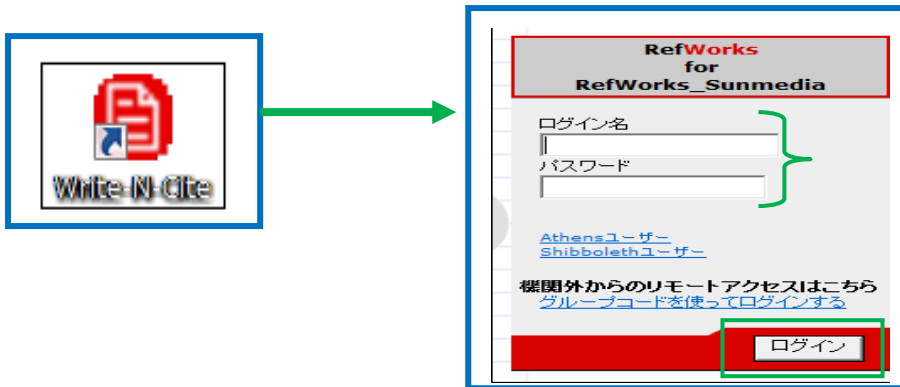 Write-N-Cite
RefWorks
for
RefWorks_Sunmedia
ログイン名
パスワード
Athensユーザー
Shibbolethユーザー
機関外からのリモートアクセスはこちら
グループコードを使ってログインする
ログイン